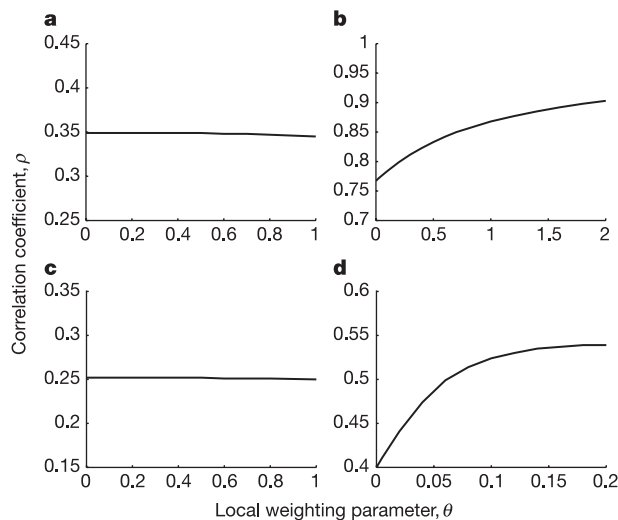 a
b
0.45
0.4
0.35
0.3
0.25
0 0.2 0.4 0.6 0.8 1
1
0.95
0.9
0.85
0.8
0.75
0.7
0 0.5 1 1.5 2
c
d
0.35
0.3
0.25
0.2
0.15
0 0.2 0.4 0.6 0.8 1
0.6
0.55
0.5
0.45
0.4
0 0.05 0.1 0.15 0.2
Correlation coefficient, ρ
Local weighting parameter, θ